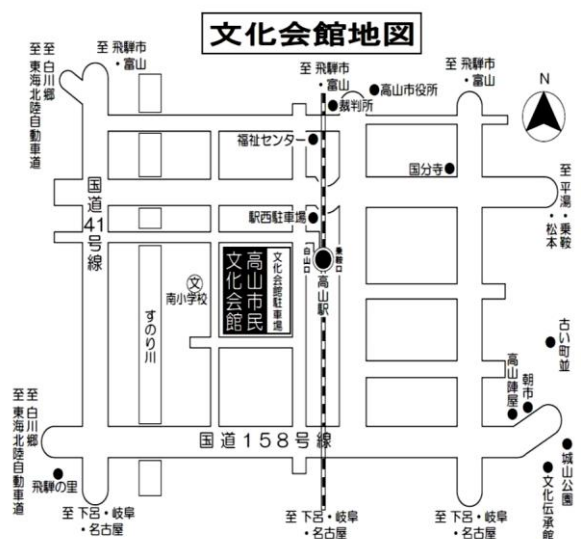 文化会館地図
至 白川郷
至 東海北陸自動車道
至 飛騨市
・富山
至 飛騨市
・富山
至 飛騨市
・富山
高山市役所
裁判所
N
福祉センター
国分寺
国道41号線
至 平湯・乗鞍
・松本
駅西駐車場
白山口
乗鞍口
高山駅
文化会館駐車場
高山市民
文化会館
文
南小学校
すのり川
古い町並
朝市
高山陣屋
国道158号線
至 白川郷
至 東海北陸自動車道
飛騨の里
城山公園
文化伝承館
至 下呂・岐阜
・名古屋
至 下呂・岐阜
・名古屋
至 下呂・岐阜
・名古屋